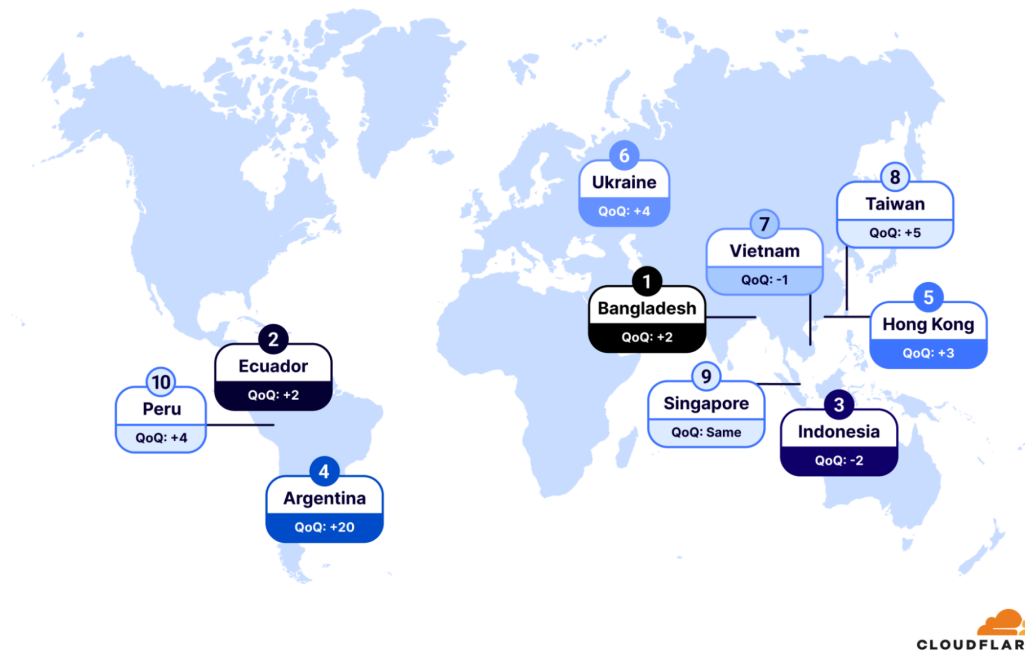 6
Ukraine
QoQ: +4
8
Taiwan
QoQ: +5
7
Vietnam
QoQ: -1
1
Bangladesh
QoQ: +2
5
Hong Kong
QoQ: +3
2
Ecuador
QoQ: +2
10
Peru
QoQ: +4
9
Singapore
QoQ: Same
3
Indonesia
QoQ: -2
4
Argentina
QoQ: +20
CLOUDFLAR